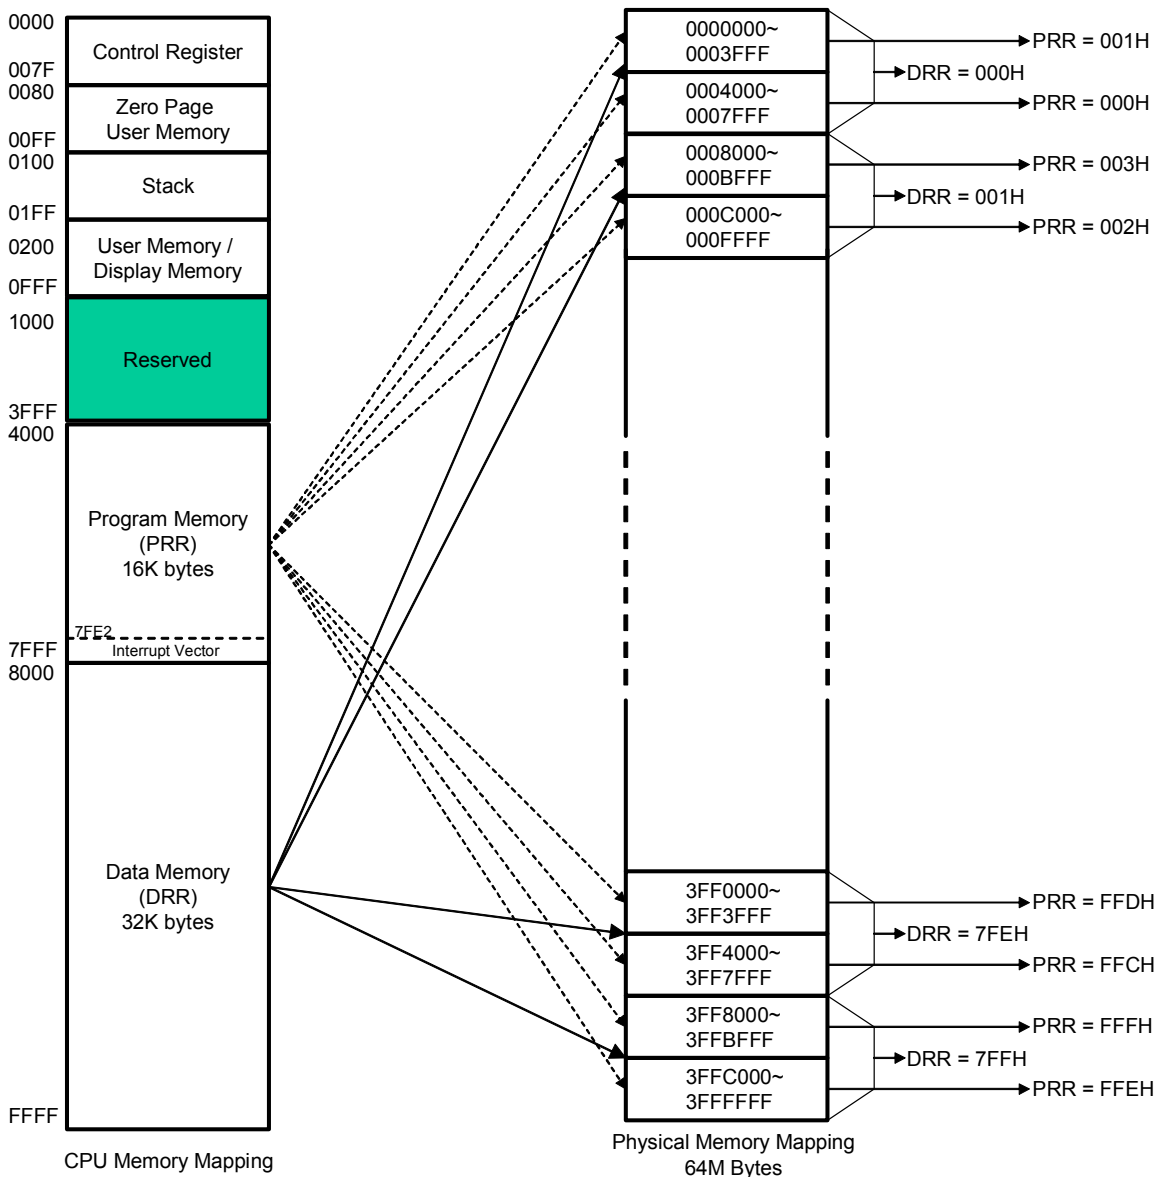 0000
Control Register
007F
0080
Zero Page
User Memory
00FF
0100
Stack
01FF
0200
User Memory /
Display Memory
0FFF
1000
Reserved
3FFF
4000
Program Memory
(PRR)
16K bytes
7FE2
Interrupt Vector
7FFF
8000
Data Memory
(DRR)
32K bytes
FFFF
CPU Memory Mapping
0000000~
0003FFF
PRR = 001H
DRR = 000H
0004000~
0007FFF
PRR = 000H
0008000~
000BFFF
PRR = 003H
DRR = 001H
000C000~
000FFFF
PRR = 002H
3FF0000~
3FF3FFF
PRR = FFDH
DRR = 7FEH
3FF4000~
3FF7FFF
PRR = FFCH
3FF8000~
3FFBFFF
PRR = FFFH
DRR = 7FFH
3FFC000~
3FFFFFF
PRR = FFEH
Physical Memory Mapping
64M Bytes